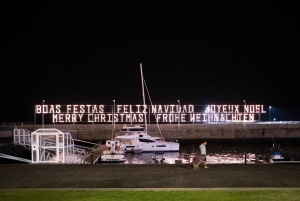 BOAS FESTAS FELIZ NAVIDAD JOYEUX NOEL
MERRY CHRISTMAS FROHE WEIHNACHTEN